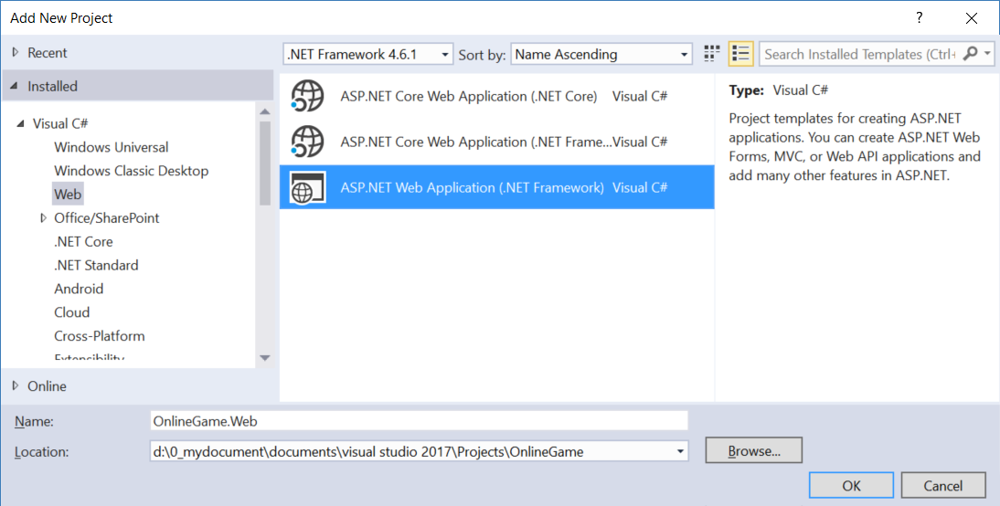 Add New Project
?
Recent
Installed
Visual C#
Windows Universal
Windows Classic Desktop
Web
Office/SharePoint
.NET Core
.NET Standard
Android
Cloud
Cross-Platform
Extensibility
Online
.NET Framework 4.6.1
Sort by:
Name Ascending
Search Installed Templates (Ctrl+
ASP.NET Core Web Application (.NET Core) Visual C#
ASP.NET Core Web Application (.NET Frame...Visual C#
ASP.NET Web Application (.NET Framework) Visual C#
Type: Visual C#
Project templates for creating ASP.NET
applications. You can create ASP.NET Web
Forms, MVC, or Web API applications and
add many other features in ASP.NET.
Name: OnlineGame.Web
Location: d:\0_mydocument\documents\visual studio 2017\Projects\OnlineGame
Browse...
OK
Cancel